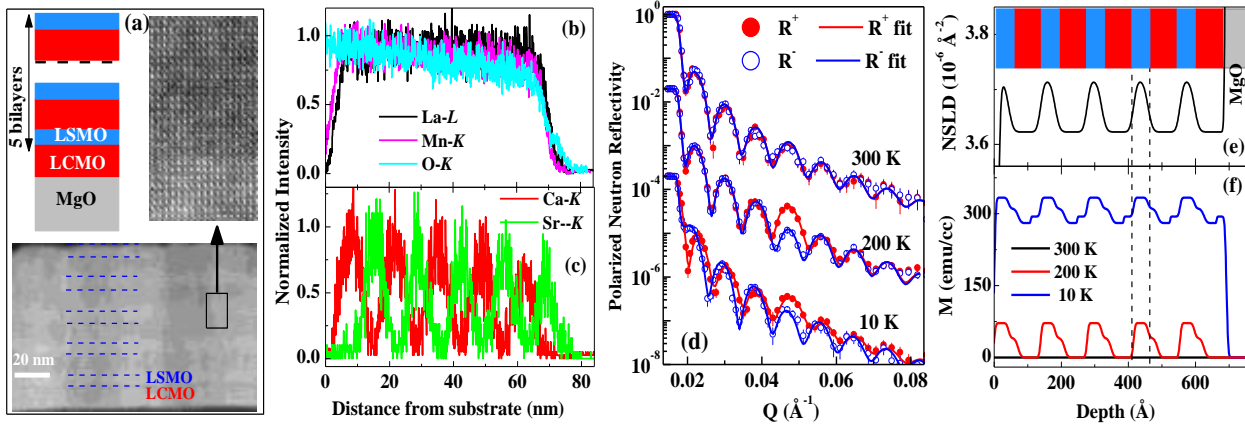 (a)
5 bilayers
LSMO
LCMO
MgO
20 nm
LSMO
LCMO
Normalized Intensity
1.0
0.5
0.0
(b)
La-L
Mn-K
O-K
1.0
0.5
0.0
Ca-K
Sr--K
(c)
0 20 40 60 80
Distance from substrate (nm)
Polarized Neutron Reflectivity
10⁰
10⁻²
10⁻⁴
10⁻⁶
10⁻⁸
R⁺ R⁺ fit
R⁻ R⁻ fit
300 K
200 K
10 K
(d)
0.02 0.04 0.06 0.08
Q (Å⁻¹)
NSLD (10⁻⁶ Å⁻²)
3.8
3.6
MgO
(e)
M (emu/cc)
300
150
0
(f)
300 K
200 K
10 K
0 200 400 600
Depth (Å)